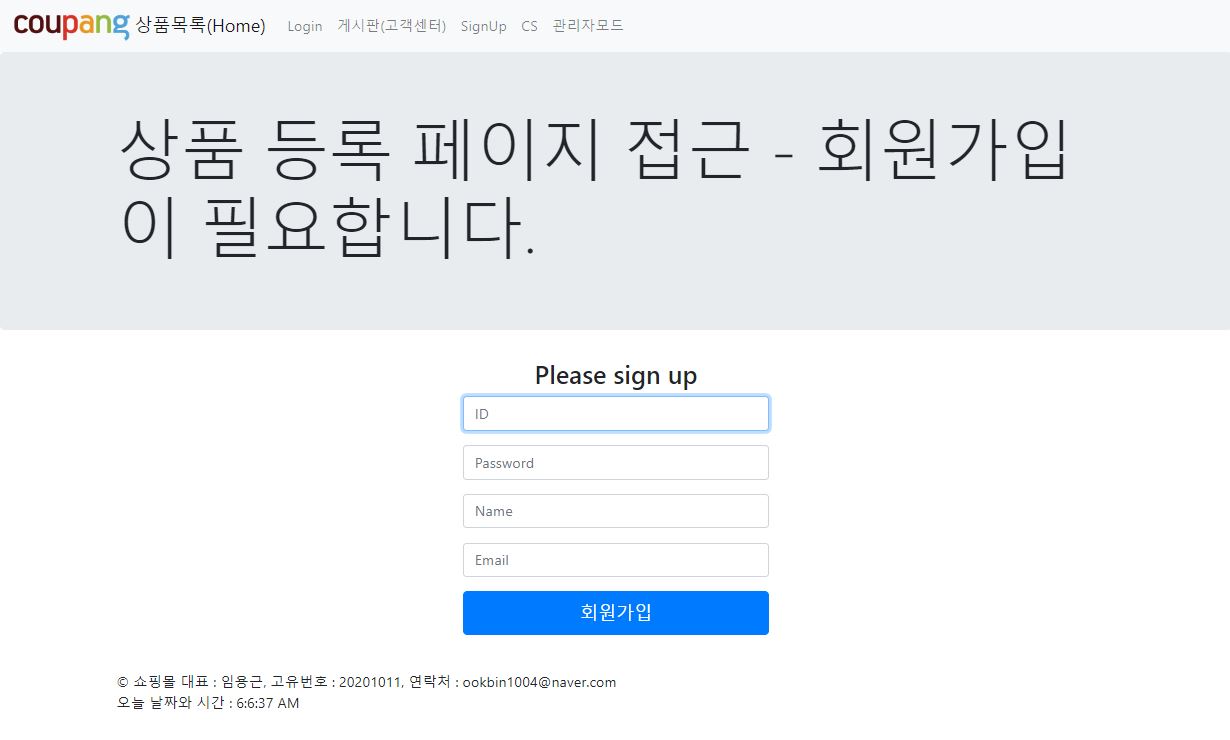 coupang 상품목록(Home) Login 게시판(고객센터) SignUp CS 관리자모드
상품 등록 페이지 접근 - 회원가입
이 필요합니다.
Please sign up
ID
Password
Name
Email
회원가입
© 쇼핑몰 대표 : 임용근, 고유번호 : 20201011, 연락처 : ookbin1004@naver.com
오늘 날짜와 시간 : 6:6:37 AM